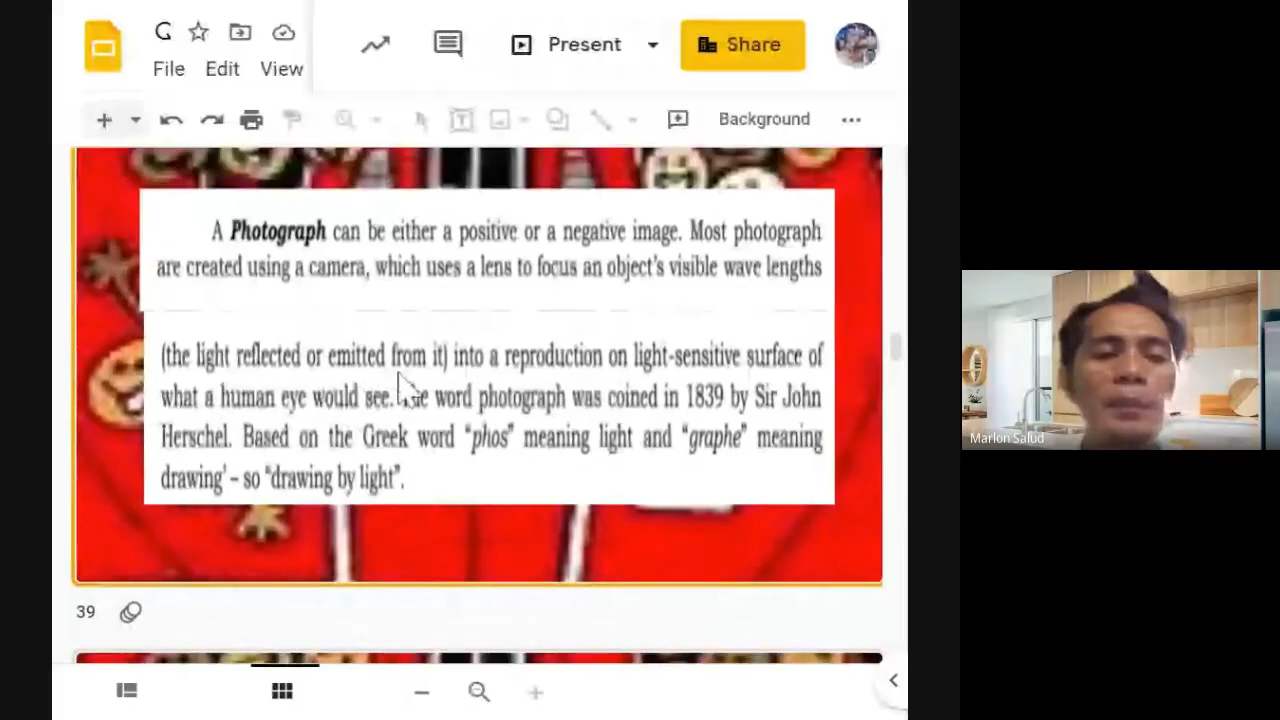 File Edit View
Present
Share
Background
A Photograph can be either a positive or a negative image. Most photograph
are created using a camera, which uses a lens to focus an object's visible wave lengths
(the light reflected or emitted from it) into a reproduction on light-sensitive surface of
what a human eye would see. word photograph was coined in 1839 by Sir John
Herschel. Based on the Greek word "phos" meaning light and "graphe" meaning
drawing' – so "drawing by light".
39
Marlon Salud